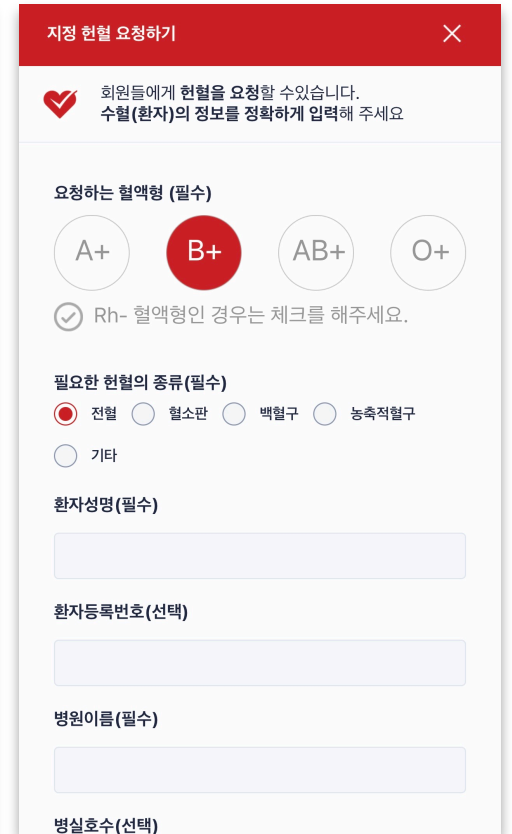 지정 헌혈 요청하기
회원들에게 헌혈을 요청할 수있습니다.
수혈(환자)의 정보를 정확하게 입력해 주세요
요청하는 혈액형 (필수)
A+ B+ AB+ O+
Rh- 혈액형인 경우는 체크를 해주세요.
필요한 헌혈의 종류(필수)
전혈 혈소판 백혈구 농축적혈구
기타
환자성명(필수)
환자등록번호(선택)
병원이름(필수)
병실호수(선택)